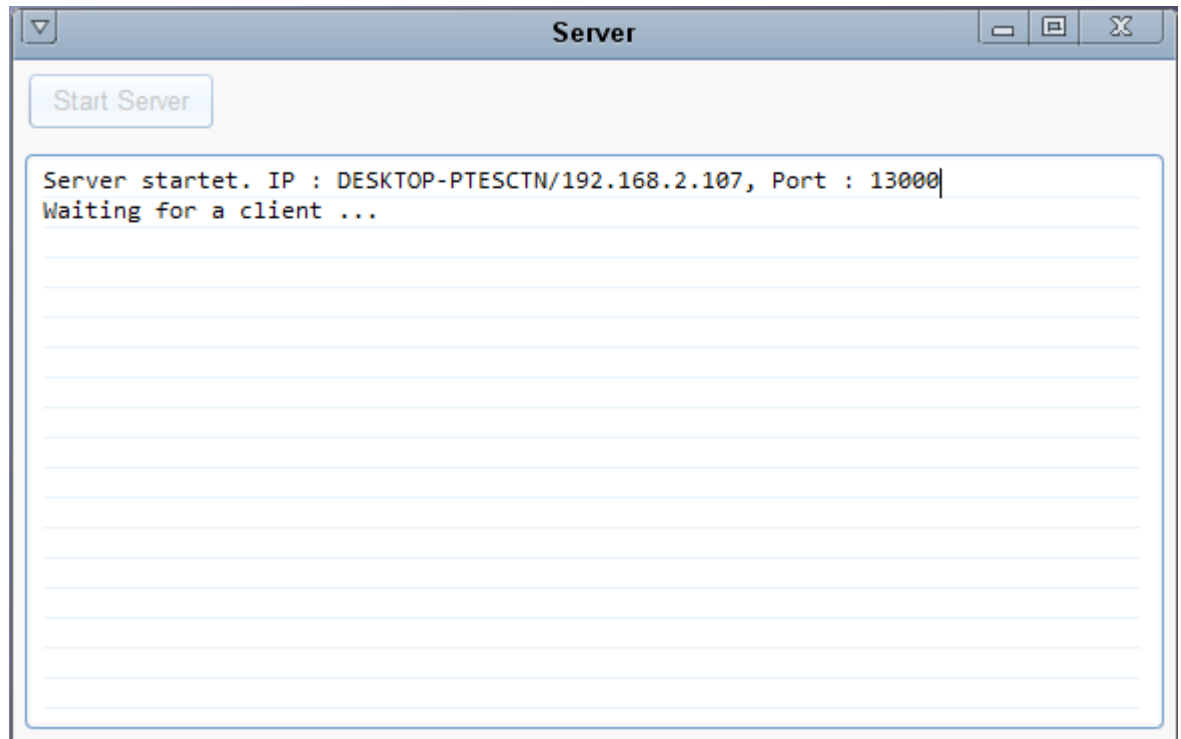 Server
Start Server
Server startet. IP : DESKTOP-PTESCTN/192.168.2.107, Port : 13000
Waiting for a client ...